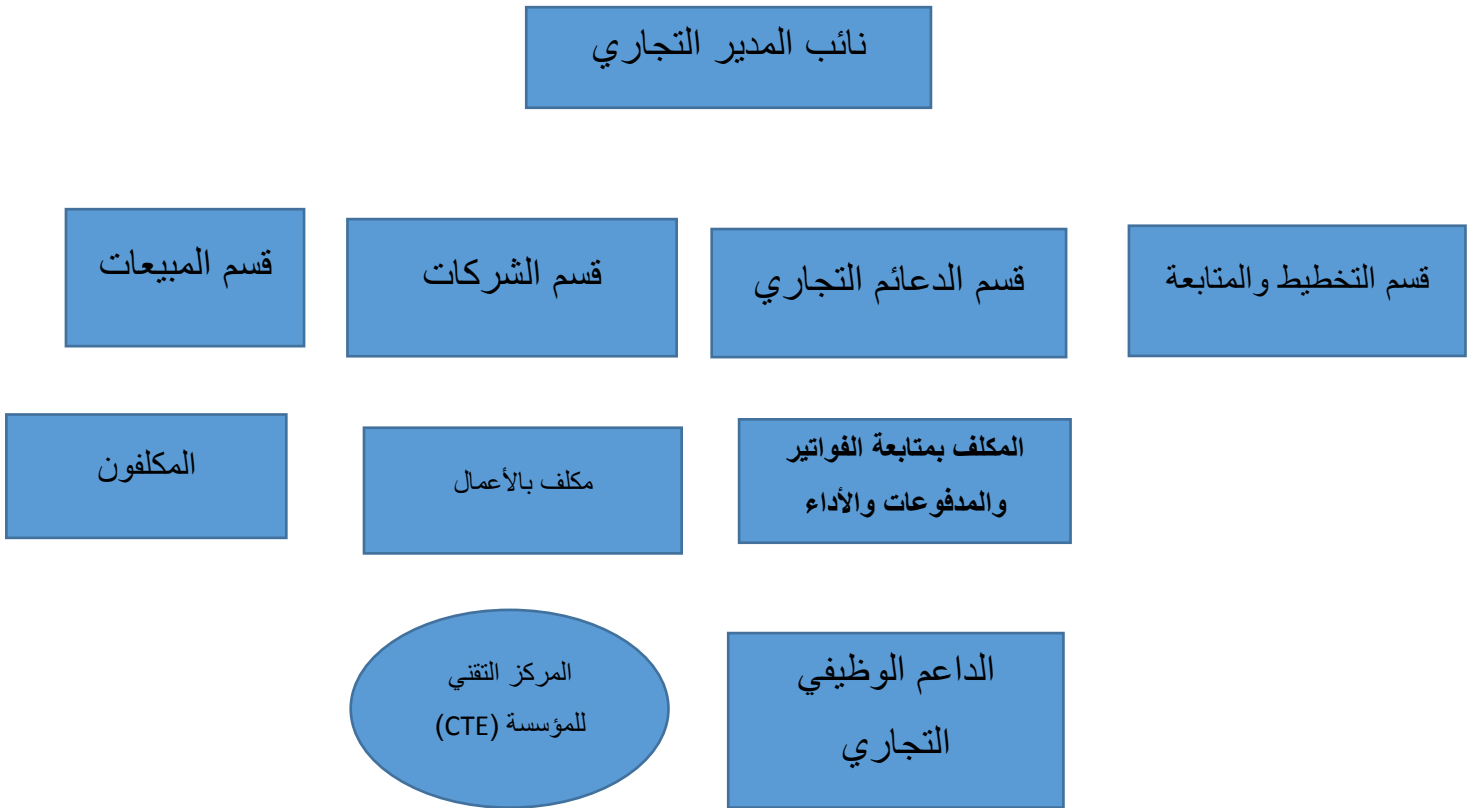 نائب المدير التجاري
قسم التخطيط والمتابعة
قسم الدعائم التجاري
قسم الشركات
قسم المبيعات
المكلف بمتابعة الفواتير
والمدفوعات والأداء
مكلف بالأعمال
المكلفون
الداعم الوظيفي
التجاري
المركز التقني
للمؤسسة (CTE)